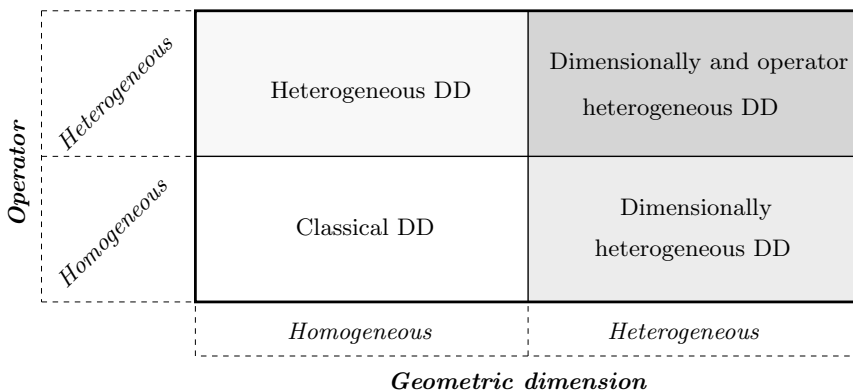 Operator
Heterogeneous
Heterogeneous DD
Dimensionally and operator
heterogeneous DD
Homogeneous
Classical DD
Dimensionally
heterogeneous DD
Homogeneous
Heterogeneous
Geometric dimension